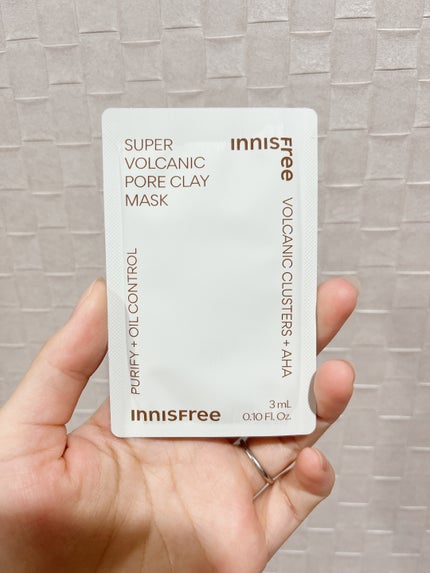 SUPER
VOLCANIC
PORE CLAY
MASK
INNISFree
VOLCANIC CLUSTERS + AHA
PURIFY + OIL CONTROL
INNISFree
3 mL
0.10 Fl. Oz.